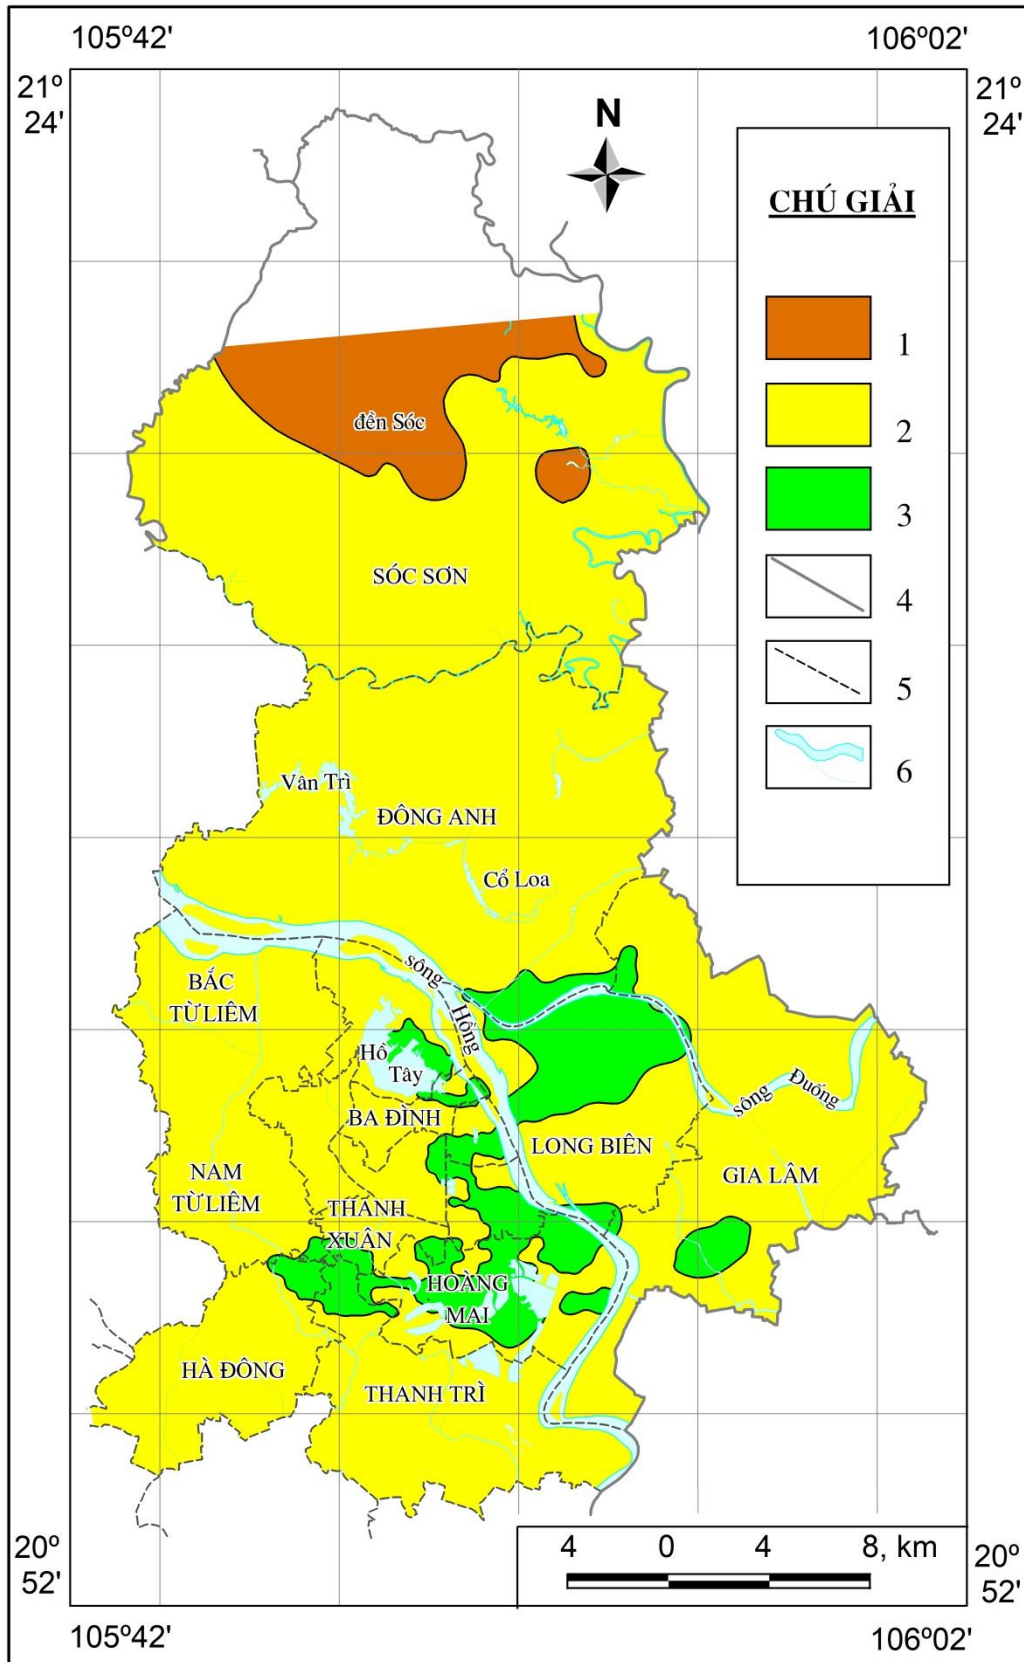 105º42'
106º02'
21º
24'
21º
24'
N
CHÚ GIẢI
1
2
3
4
5
6
đền Sóc
SÓC SƠN
Vân Trì
ĐÔNG ANH
Cổ Loa
sông
Hồng
BẮC
TỪ LIÊM
Hồ
Tây
BA ĐÌNH
LONG BIÊN
sông
Đuống
GIA LÂM
NAM
TỪ LIÊM
THANH
XUÂN
HOÀNG
MAI
HÀ ĐÔNG
THANH TRÌ
4 0 4 8, km
20º
52'
20º
52'
105º42'
106º02'